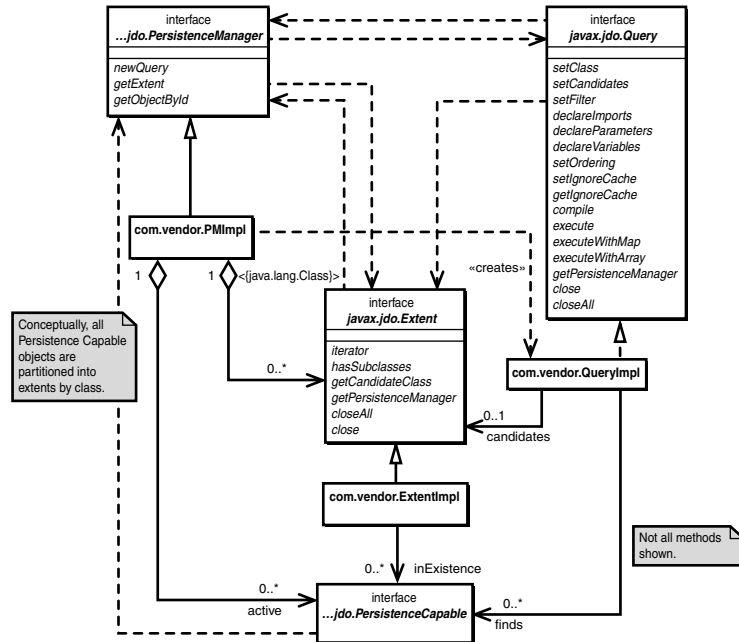 interface
...jdo.PersistenceManager
newQuery
getExtent
getObjectById
interface
javax.jdo.Query
setClass
setCandidates
setFilter
declareImports
declareParameters
declareVariables
setOrdering
setIgnoreCache
getIgnoreCache
compile
execute
executeWithMap
executeWithArray
getPersistenceManager
close
closeAll
com.vendor.PMImpl
1
1
<{java.lang.Class}>
«creates»
Conceptually, all
Persistence Capable
objects are
partitioned into
extents by class.
interface
javax.jdo.Extent
iterator
hasSubclasses
getCandidateClass
getPersistenceManager
closeAll
close
0..*
com.vendor.QueryImpl
0..1
candidates
com.vendor.ExtentImpl
Not all methods
shown.
0..*
inExistence
0..*
active
interface
...jdo.PersistenceCapable
0..*
finds